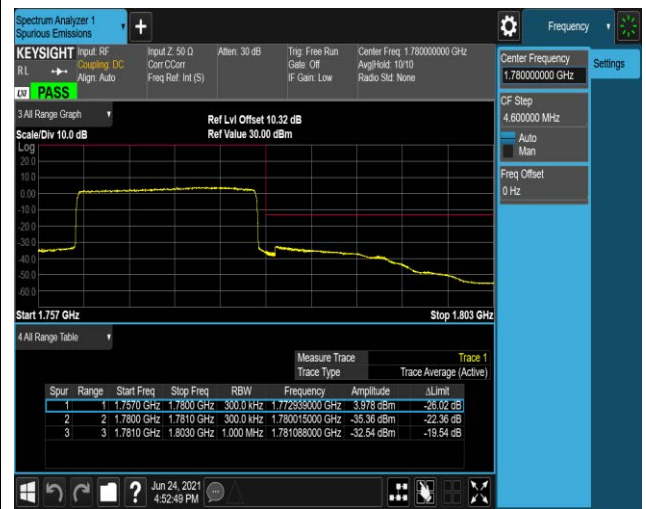 Spectrum Analyzer 1
Spurious Emissions
+
Frequency
KEYSIGHT
RL
LXI PASS
Input: RF
Coupling: DC
Align: Auto
Input Z: 50 Ω
Corr CCorr
Freq Ref: Int (S)
Atten: 30 dB
Trig: Free Run
Gate: Off
IF Gain: Low
Center Freq: 1.780000000 GHz
Avg|Hold: 10/10
Radio Std: None
Center Frequency
1.780000000 GHz
Settings
CF Step
4.600000 MHz
Auto
Man
Freq Offset
0 Hz
3 All Range Graph
Scale/Div 10.0 dB
Ref Lvl Offset 10.32 dB
Ref Value 30.00 dBm
Log
20.0
10.0
0.00
-10.0
-20.0
-30.0
-40.0
-50.0
-60.0
Start 1.757 GHz
Stop 1.803 GHz
4 All Range Table
Measure Trace Trace 1
Trace Type Trace Average (Active)
Spur Range Start Freq Stop Freq RBW Frequency Amplitude ΔLimit
1 1 1.7570 GHz 1.7800 GHz 300.0 kHz 1.772939000 GHz 3.978 dBm -26.02 dB
2 2 1.7800 GHz 1.7810 GHz 300.0 kHz 1.780015000 GHz -35.36 dBm -22.36 dB
3 3 1.7810 GHz 1.8030 GHz 1.000 MHz 1.781088000 GHz -32.54 dBm -19.54 dB
?
Jun 24, 2021
4:52:49 PM